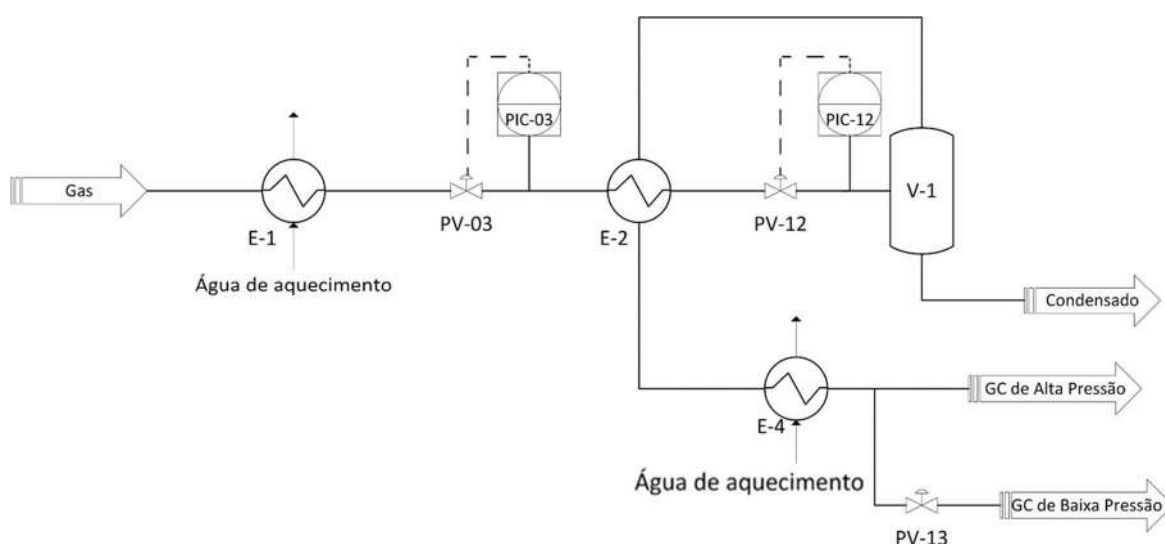 PIC-03
PIC-12
Gas
V-1
PV-03
PV-12
E-1
E-2
Água de aquecimento
Condensado
GC de Alta Pressão
E-4
Água de aquecimento
GC de Baixa Pressão
PV-13